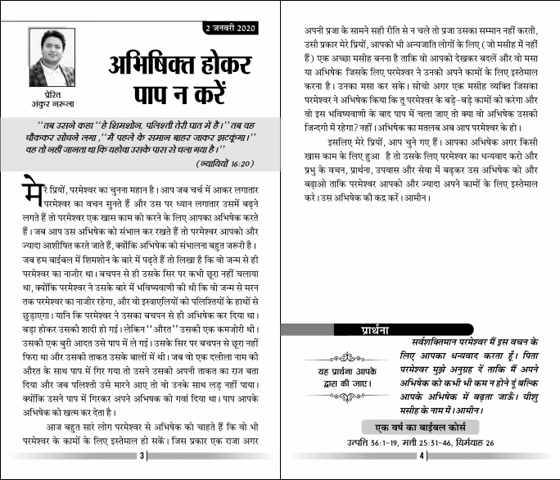 2 जनवरी 2020
प्रेरित
अंकुर नरूला
अभिषिक्त होकर
पाप न करें
"तब उसने कहा "हे शिमशोन, पलिश्ती तेरी घात में हैं।" तब वह
चौंककर सोचने लगा, "मैं पहले के समान बाहर जाकर झटकूंगा।"
वह तो नहीं जानता था कि यहोवा उसके पास से चला गया है।"
(न्यायियों 16:20)
मेरे प्रियों, परमेश्वर का चुनना महान है। आप जब चर्च में आकर लगातार
परमेश्वर का वचन सुनते हैं और उस पर ध्यान लगाकर उसमें बढ़ने
लगते हैं तो परमेश्वर एक खास काम को करने के लिए आपका अभिषेक करते
हैं। जब आप उस अभिषेक को संभाल कर रखते हैं तो परमेश्वर आपको और
ज्यादा आशीषित करते जाते हैं, क्योंकि अभिषेक को संभालना बहुत जरूरी है।
जब हम बाईबल में शिमशोन के बारे में पढ़ते हैं तो लिखा है कि वो जन्म से ही
परमेश्वर का नाजीर था। बचपन से ही उसके सिर पर कभी छूरा नहीं चलाया
था, क्योंकि परमेश्वर ने उसके बारे में भविष्यवाणी की थी कि वो जन्म से मरन
तक परमेश्वर का नाजीर रहेगा, और वो इस्राएलियों को पलिश्तियों के हाथों से
छुड़ाएगा। यानि कि परमेश्वर ने उसका बचपन से ही अभिषेक कर दिया था।
बड़ा होकर उसकी शादी हो गई। लेकिन "औरत" उसकी एक कमजोरी थी।
उसकी एक बुरी आदत उसे पाप में ले गई। उसके सिर पर बचपन से छूरा नहीं
फिरा था और उसकी ताकत उसके बालों में थी। जब वो एक दलीला नाम की
औरत के साथ पाप में गिर गया तो उसने उसको अपनी ताकत का राज बता
दिया और जब पलिश्ती उसे मारने आए तो वो उनके साथ लड़ नहीं पाया।
क्योंकि उसने पाप में गिरकर अपने अभिषक को गवां दिया था। पाप आपके
अभिषेक को खत्म कर देता है।
आज बहुत सारे लोग परमेश्वर से अभिषेक को चाहते हैं कि वो भी
परमेश्वर के कामों के लिए इस्तेमाल हो सकें। जिस प्रकार एक राजा अगर
3
अपनी प्रजा के सामने सही रीति से न चले तो प्रजा उसका सम्मान नहीं करती,
उसी प्रकार मेरे प्रियों, आपको भी अन्यजाति लोगों के लिए (जो मसीह में नहीं
हैं) एक अच्छा मसीह बनना है ताकि वो आपको देखकर बदलें और वो मसा
या अभिषेक जिसके लिए परमेश्वर ने उनको अपने कामों के लिए इस्तेमाल
करना है। उनका मसा कर सके। सोचो अगर एक मसीह व्यक्ति जिसका
परमेश्वर ने अभिषेक किया कि तू परमेश्वर के बड़े-बड़े कामों को करेगा और
वो इस भविष्यवाणी के बाद पाप में चला जाए तो क्या वो अभिषेक उसकी
जिन्दगी में रहेगा? नहीं। अभिषेक का मतलब अब आप परमेश्वर के हो।
इसलिए मेरे प्रियों, आप चुने गए हैं। आपका अभिषेक अगर किसी
खास काम के लिए हुआ है तो उसके लिए परमेश्वर का धन्यवाद करो और
प्रभु के वचन, प्रार्थना, उपवास और सेवा में बढ़कर उस अभिषेक को और
बढ़ाओ ताकि परमेश्वर आपको और ज्यादा अपने कामों के लिए इस्तेमाल
करे। उस अभिषेक की कद्र करें। आमीन।
प्रार्थना
यह प्रार्थना आपके
द्वारा की जाए।
सर्वशक्तिमान परमेश्वर मैं इस वचन के
लिए आपका धन्यवाद करता हूँ। पिता
परमेश्वर मुझे अनुग्रह दें ताकि मैं अपने
अभिषेक को कभी भी कम न होने दूं बल्कि
आपके अभिषेक में बढ़ता जाऊँ। यीशु
मसीह के नाम में। आमीन।
एक वर्ष का बाईबल कोर्स
उत्पत्ति 36:1-19, मत्ती 25:31-46, यिर्मयाह 26
4